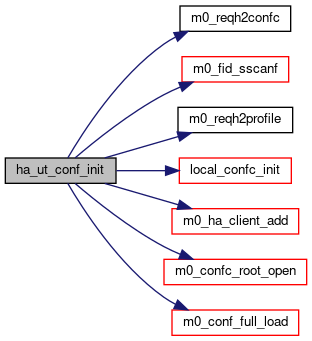 m0_reqh2confc
m0_fid_sscanf
m0_reqh2profile
ha_ut_conf_init
local_confc_init
m0_ha_client_add
m0_confc_root_open
m0_conf_full_load